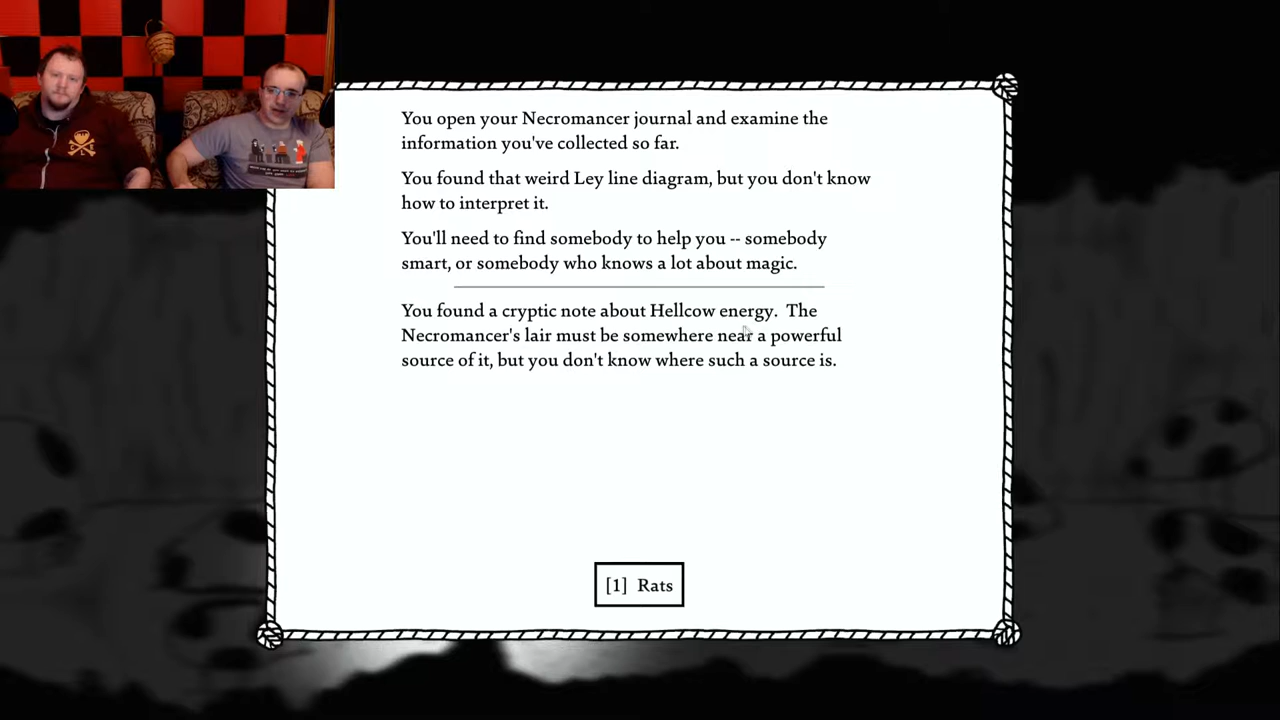 You open your Necromancer journal and examine the
information you've collected so far.
You found that weird Ley line diagram, but you don't know
how to interpret it.
You'll need to find somebody to help you -- somebody
smart, or somebody who knows a lot about magic.
You found a cryptic note about Hellcow energy. The
Necromancer's lair must be somewhere near a powerful
source of it, but you don't know where such a source is.
[1] Rats